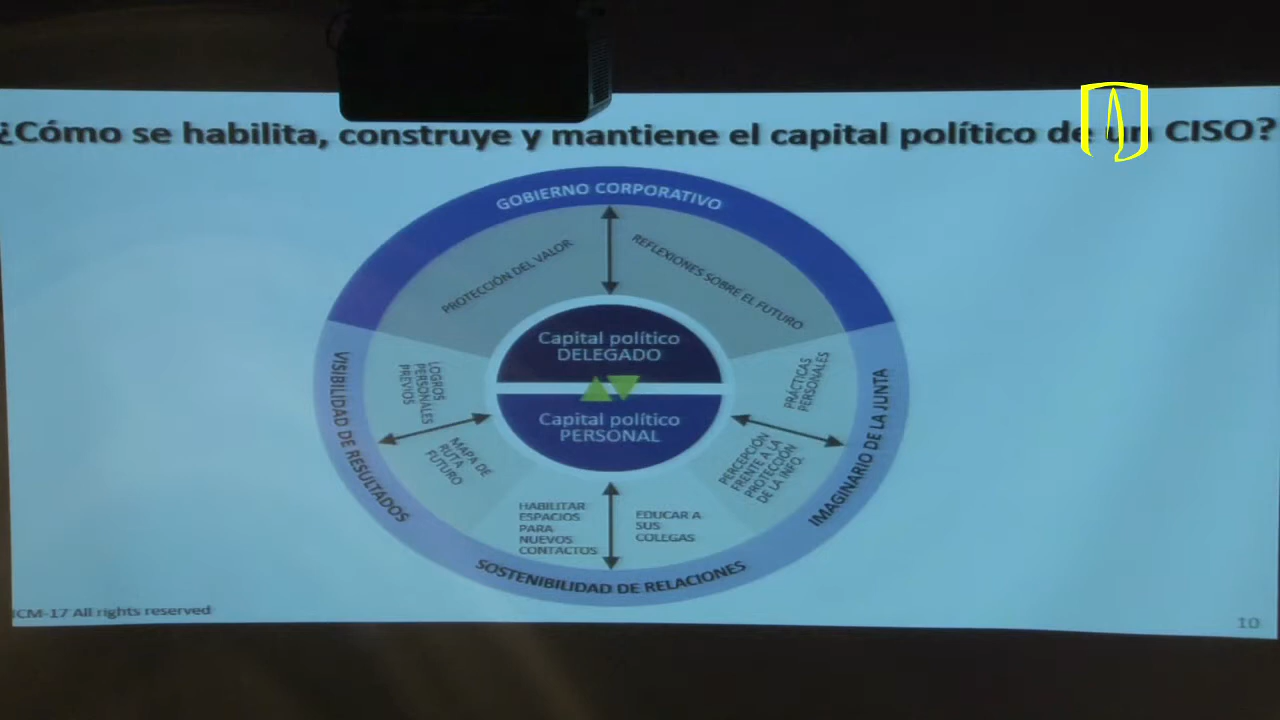 ¿Cómo se habilita, construye y mantiene el capital político de un CISO?
GOBIERNO CORPORATIVO
PROTECCIÓN DEL VALOR
REFLEXIONES SOBRE EL FUTURO
Capital político
DELEGADO
Capital político
PERSONAL
VISIBILIDAD DE RESULTADOS
LOGROS
PERSONALES
PREVIOS
MAPA DE
RUTA
FUTURO
PRÁCTICAS
PERSONALES
PERCEPCIÓN
FRENTE A LA
PROTECCIÓN
DE LA INFO.
IMAGINARIO DE LA JUNTA
HABILITAR
ESPACIOS
PARA
NUEVOS
CONTACTOS
EDUCAR A
SUS
COLEGAS
SOSTENIBILIDAD DE RELACIONES
JCM-17 All rights reserved
10